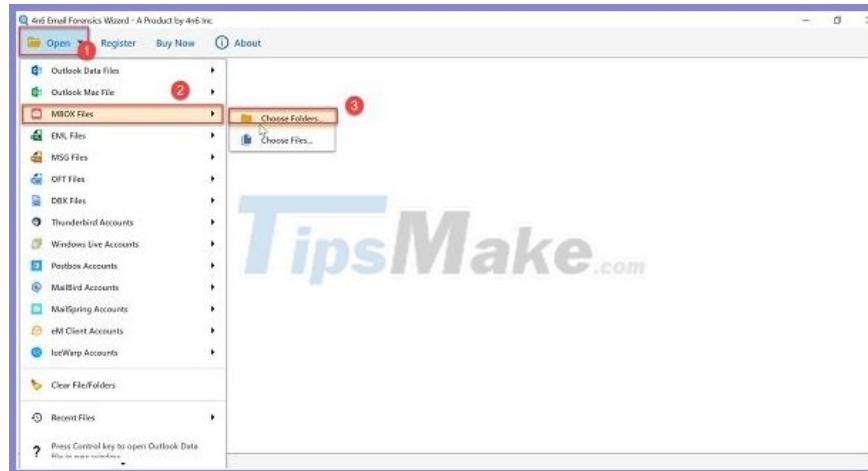 4n6 Email Forensics Wizard - A Product by 4n6 Inc
Open Register Buy Now About
1
Outlook Data Files
Outlook Mac File
2
MBOX Files
Choose Folders...
3
EML Files
Choose Files...
MSG Files
OFT Files
DBX Files
Thunderbird Accounts
Windows Live Accounts
Postbox Accounts
MailBird Accounts
MailSpring Accounts
eM Client Accounts
IceWarp Accounts
Clear File/Folders
Recent Files
Press Control key to open Outlook Data
TipsMake.com